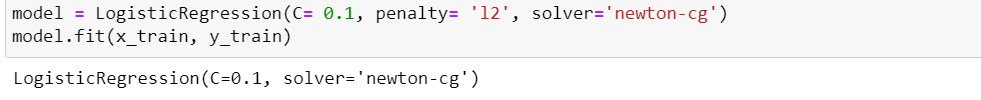 model = LogisticRegression(C= 0.1, penalty= 'l2', solver='newton-cg')
model.fit(x_train, y_train)
LogisticRegression(C=0.1, solver='newton-cg')